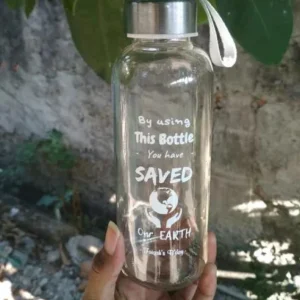 By using
This Bottle
You have
SAVED
Our EARTH